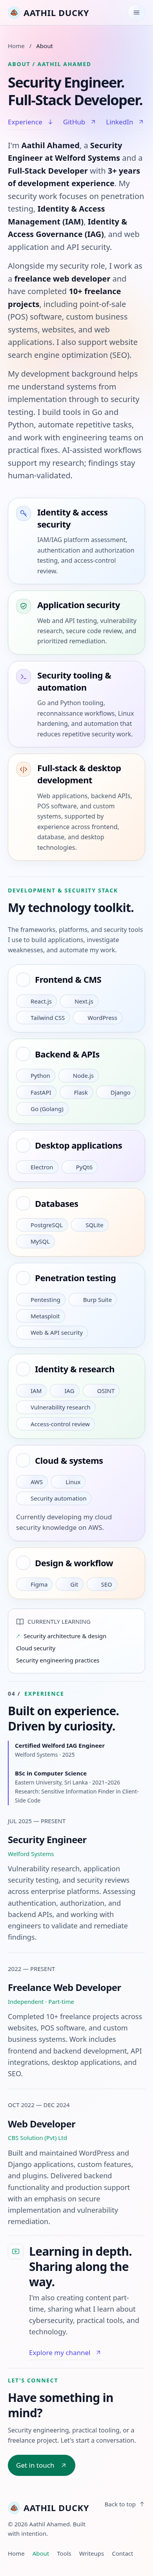 AATHIL DUCKY
Home / About
ABOUT / AATHIL AHAMED
Security Engineer.
Full-Stack Developer.
Experience ↓ GitHub ↗ LinkedIn ↗
I'm Aathil Ahamed, a Security
Engineer at Welford Systems and a
Full-Stack Developer with 3+ years
of development experience. My
security work focuses on penetration
testing, Identity & Access
Management (IAM), Identity &
Access Governance (IAG), and web
application and API security.
Alongside my security role, I work as
a freelance web developer and
have completed 10+ freelance
projects, including point-of-sale
(POS) software, custom business
systems, websites, and web
applications. I also support website
search engine optimization (SEO).
My development background helps
me understand systems from
implementation through to security
testing. I build tools in Go and
Python, automate repetitive tasks,
and work with engineering teams on
practical fixes. AI-assisted workflows
support my research; findings stay
human-validated.
Identity & access
security
IAM/IAG platform assessment,
authentication and authorization
testing, and access-control
review.
Application security
Web and API testing, vulnerability
research, secure code review, and
prioritized remediation.
Security tooling &
automation
Go and Python tooling,
reconnaissance workflows, Linux
hardening, and automation that
reduces repetitive security work.
Full-stack & desktop
development
Web applications, backend APIs,
POS software, and custom
systems, supported by
experience across frontend,
database, and desktop
technologies.
DEVELOPMENT & SECURITY STACK
My technology toolkit.
The frameworks, platforms, and security tools
I use to build applications, investigate
weaknesses, and automate my work.
Frontend & CMS
React.js Next.js
Tailwind CSS WordPress
Backend & APIs
Python Node.js
FastAPI Flask Django
Go (Golang)
Desktop applications
Electron PyQt6
Databases
PostgreSQL SQLite
MySQL
Penetration testing
Pentesting Burp Suite
Metasploit
Web & API security
Identity & research
IAM IAG OSINT
Vulnerability research
Access-control review
Cloud & systems
AWS Linux
Security automation
Currently developing my cloud
security knowledge on AWS.
Design & workflow
Figma Git SEO
CURRENTLY LEARNING
↗ Security architecture & design
Cloud security
Security engineering practices
04 / EXPERIENCE
Built on experience.
Driven by curiosity.
Certified Welford IAG Engineer
Welford Systems · 2025
BSc in Computer Science
Eastern University, Sri Lanka · 2021–2026
Research: Sensitive Information Finder in Client-
Side Code
JUL 2025 — PRESENT
Security Engineer
Welford Systems
Vulnerability research, application
security testing, and security reviews
across enterprise platforms. Assessing
authentication, authorization, and
backend APIs, and working with
engineers to validate and remediate
findings.
2022 — PRESENT
Freelance Web Developer
Independent · Part-time
Completed 10+ freelance projects across
websites, POS software, and custom
business systems. Work includes
frontend and backend development, API
integrations, desktop applications, and
SEO.
OCT 2022 — DEC 2024
Web Developer
CBS Solution (Pvt) Ltd
Built and maintained WordPress and
Django applications, custom features,
and plugins. Delivered backend
functionality and production support
with an emphasis on secure
implementation and vulnerability
remediation.
Learning in depth.
Sharing along the
way.
I'm also creating content part-
time, sharing what I learn about
cybersecurity, practical tools, and
technology.
Explore my channel ↗
LET'S CONNECT
Have something in
mind?
Security engineering, practical tooling, or a
freelance project. Let's start a conversation.
Get in touch ↗
AATHIL DUCKY Back to top ↑
© 2026 Aathil Ahamed. Built
with intention.
Home About Tools Writeups Contact